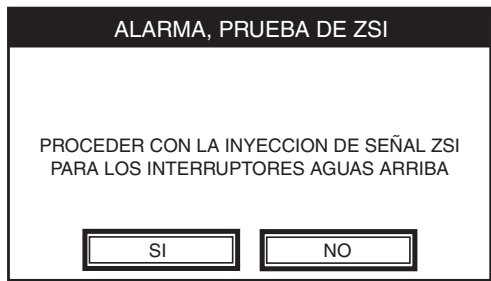 ALARMA, PRUEBA DE ZSI
PROCEDER CON LA INYECCION DE SEÑAL ZSI
PARA LOS INTERRUPTORES AGUAS ARRIBA
SI NO